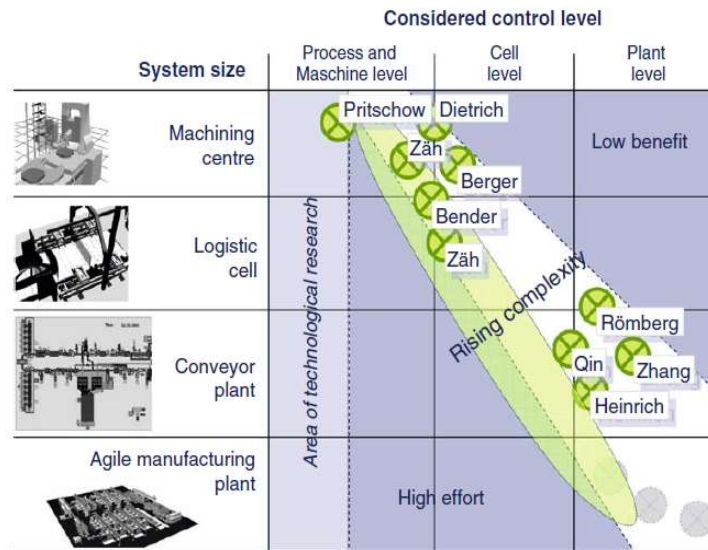 Considered control level
System size
Process and
Maschine level
Cell
level
Plant
level
Machining
centre
Pritschow
Dietrich
Zäh
Berger
Low benefit
Logistic
cell
Bender
Zäh
Area of technological research
Rising complexity
Conveyor
plant
Römberg
Qin
Zhang
Heinrich
Agile manufacturing
plant
High effort